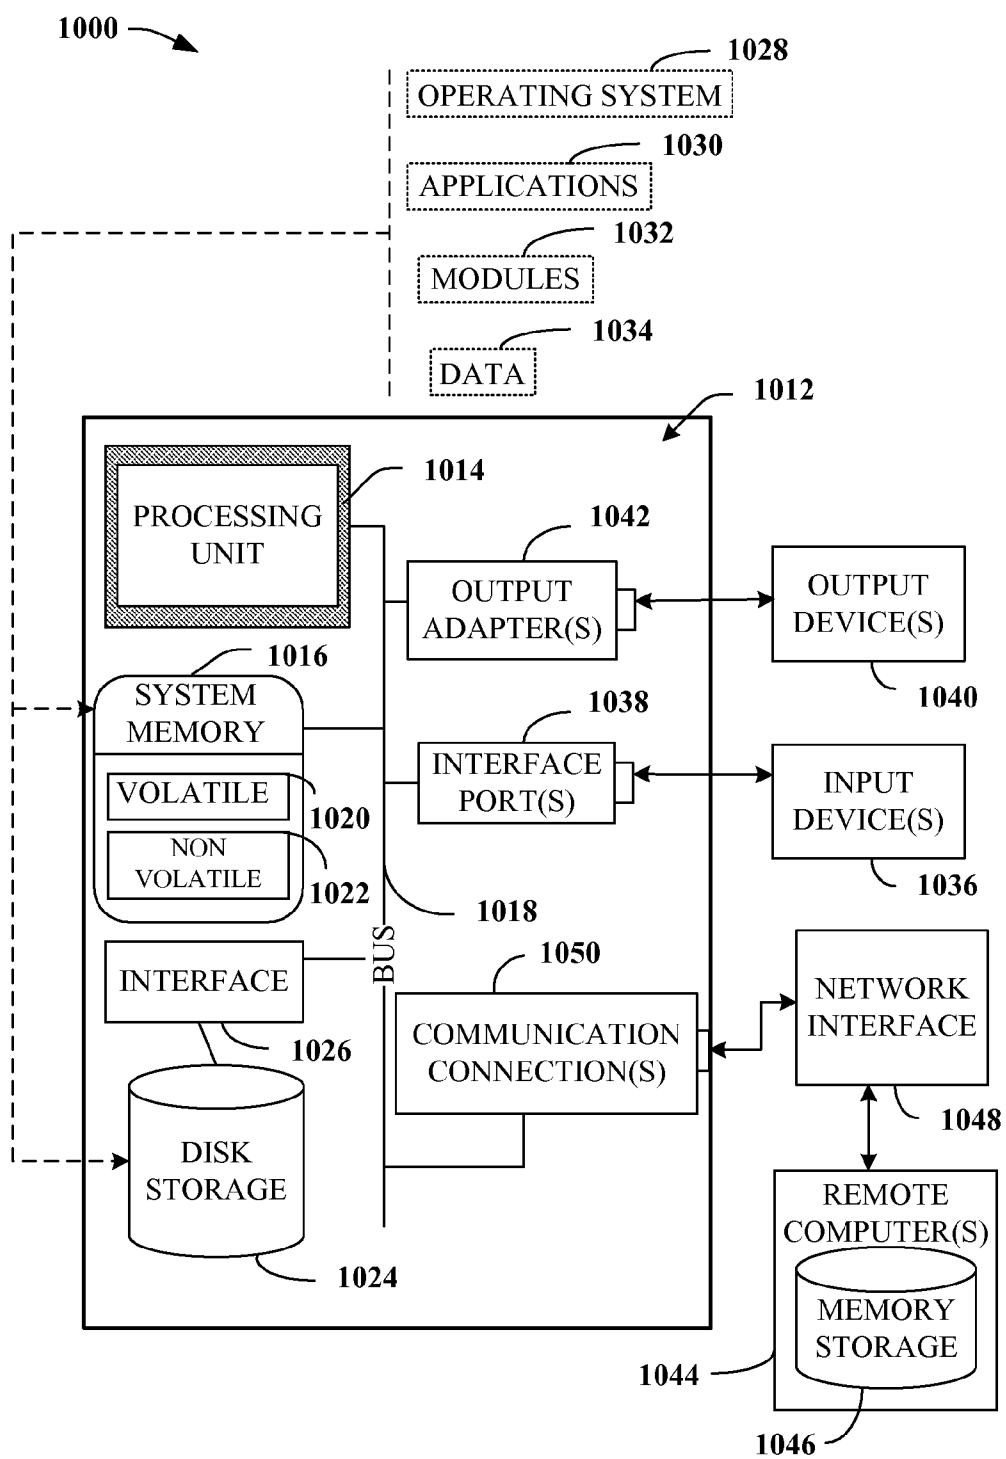 1000
1028
OPERATING SYSTEM
1030
APPLICATIONS
1032
MODULES
1034
DATA
1012
1014
PROCESSING
UNIT
1042
OUTPUT
ADAPTER(S)
OUTPUT
DEVICE(S)
1040
1016
SYSTEM
MEMORY
VOLATILE
1020
NON
VOLATILE
1022
1038
INTERFACE
PORT(S)
INPUT
DEVICE(S)
1036
1018
BUS
INTERFACE
1026
1050
COMMUNICATION
CONNECTION(S)
NETWORK
INTERFACE
1048
DISK
STORAGE
1024
REMOTE
COMPUTER(S)
MEMORY
STORAGE
1044
1046